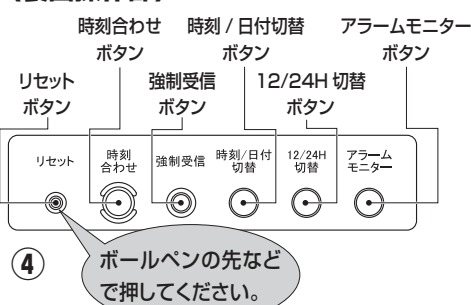 時刻合わせ
ボタン
時刻 / 日付切替
ボタン
アラームモニター
ボタン
リセット
ボタン
強制受信
ボタン
12/24H 切替
ボタン
リセット
時刻
合わせ
強制受信
時刻/日付
切替
12/24H
切替
アラーム
モニター
④
ボールペンの先など
で押してください。